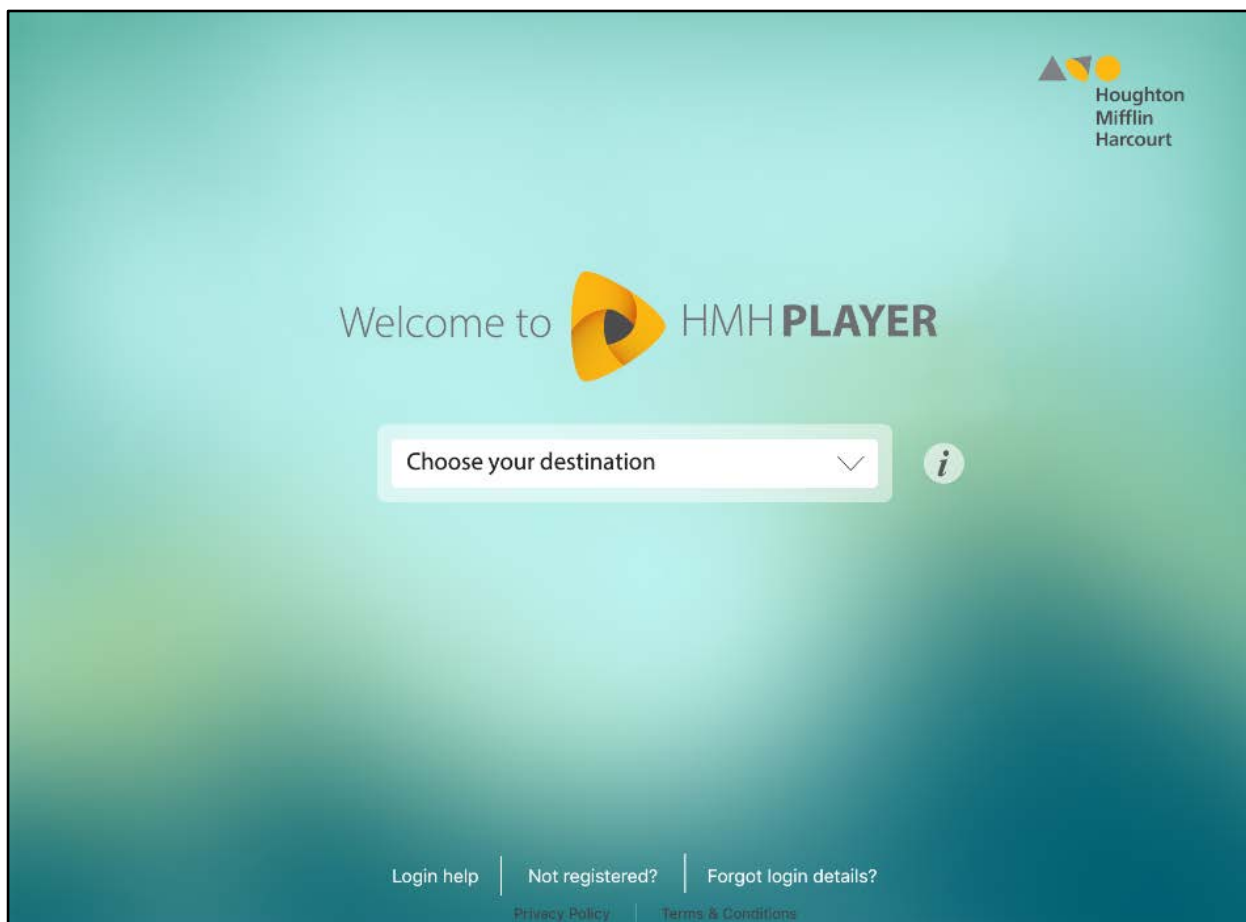 Houghton
Mifflin
Harcourt
Welcome to HMH PLAYER
Choose your destination
i
Login help Not registered? Forgot login details?
Privacy Policy Terms & Conditions